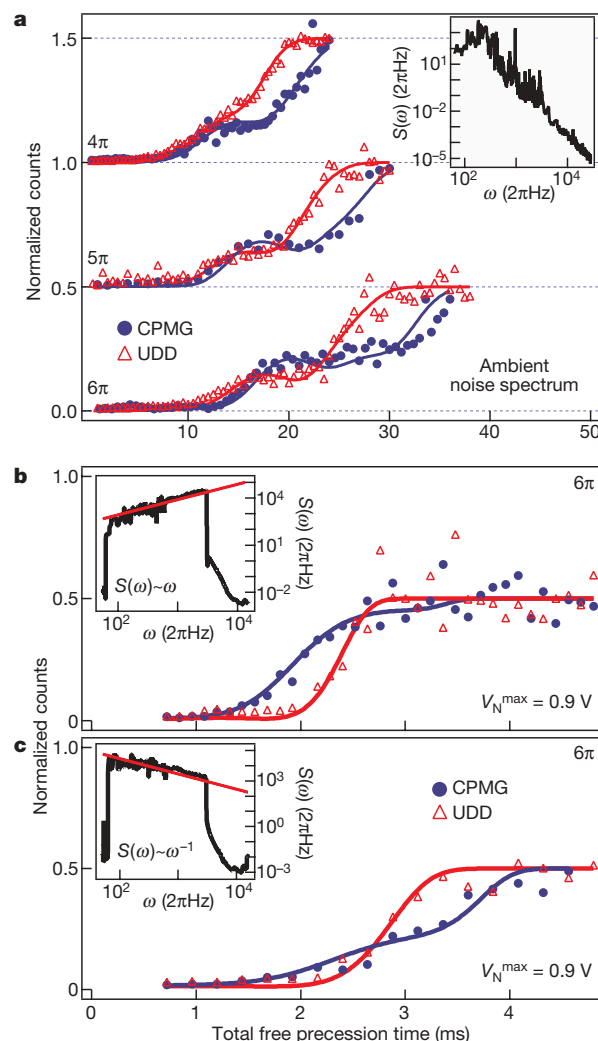 a
1.5
1.0
0.5
0.0
Normalized counts
4π
5π
6π
CPMG
UDD
Ambient
noise spectrum
10
20
30
40
50
S(ω) (2πHz)
10¹
10⁻²
10⁻⁵
10² 10⁴
ω (2πHz)
b
1.0
0.5
0
6π
S(ω)~ω
10⁴
10¹
10⁻²
S(ω) (2πHz)
10² 10⁴
ω (2πHz)
V_N^max = 0.9 V
Normalized counts
c
1.0
0.5
0
6π
S(ω)~ω⁻¹
10³
10⁰
10⁻³
S(ω) (2πHz)
10² 10⁴
ω (2πHz)
CPMG
UDD
V_N^max = 0.9 V
0 1 2 3 4
Total free precession time (ms)